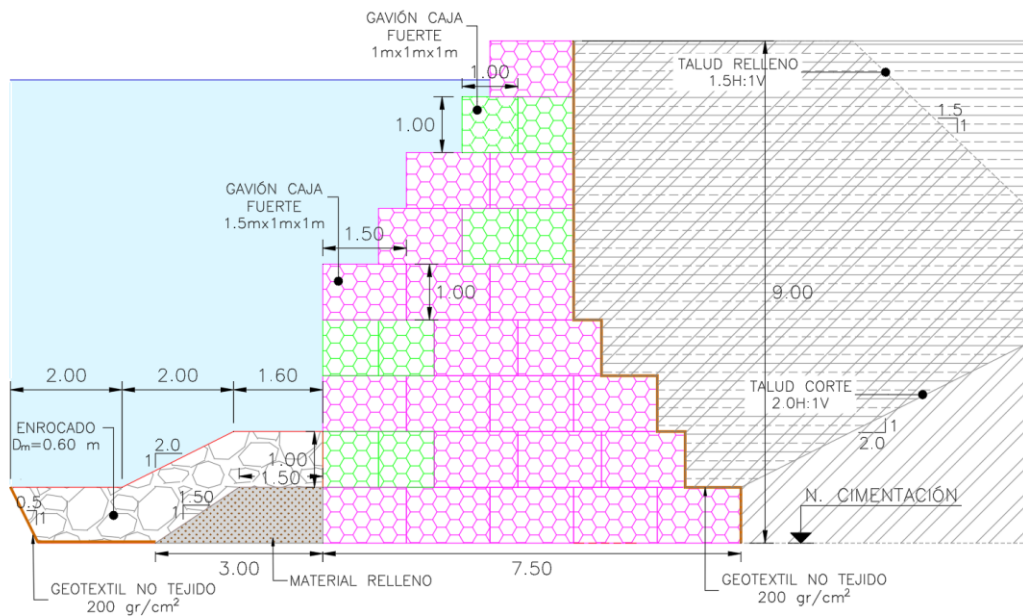 GAVIÓN CAJA
FUERTE
1mx1mx1m
1.00
1.00
TALUD RELLENO
1.5H:1V
1.5
1
GAVIÓN CAJA
FUERTE
1.5mx1mx1m
1.50
1.00
9.00
2.00
2.00
1.60
TALUD CORTE
2.0H:1V
1
2.0
ENROCADO
Dm=0.60 m
2.0
1
1.00
1.50
0.5
1
1.50
1
N. CIMENTACIÓN
3.00
MATERIAL RELLENO
7.50
GEOTEXTIL NO TEJIDO
200 gr/cm²
GEOTEXTIL NO TEJIDO
200 gr/cm²